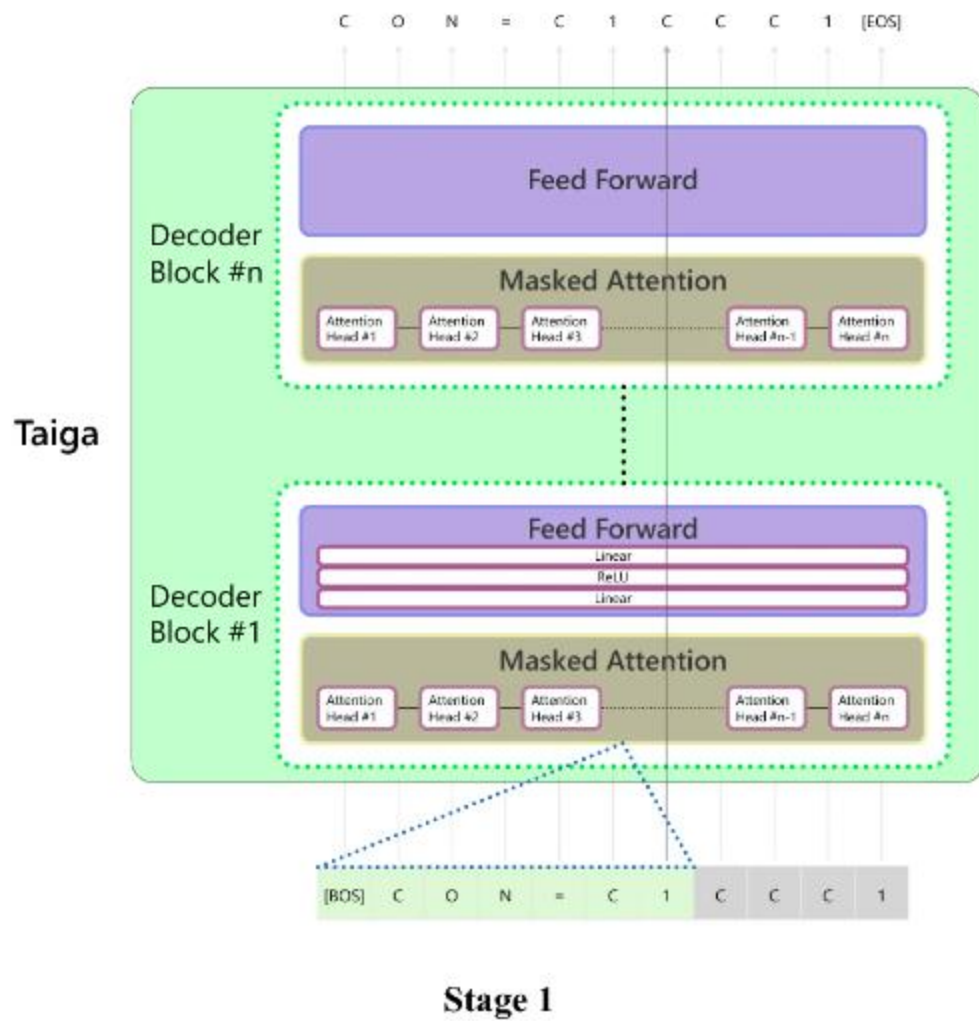 C O N = C 1 C C C 1 [EOS]
Feed Forward
Decoder
Block #n
Masked Attention
Attention Head #1
Attention Head #2
Attention Head #3
Attention Head #n-1
Attention Head #n
Taiga
Feed Forward
Linear
ReLU
Linear
Decoder
Block #1
Masked Attention
Attention Head #1
Attention Head #2
Attention Head #3
Attention Head #n-1
Attention Head #n
[BOS] C O N = C 1 C C C 1
Stage 1